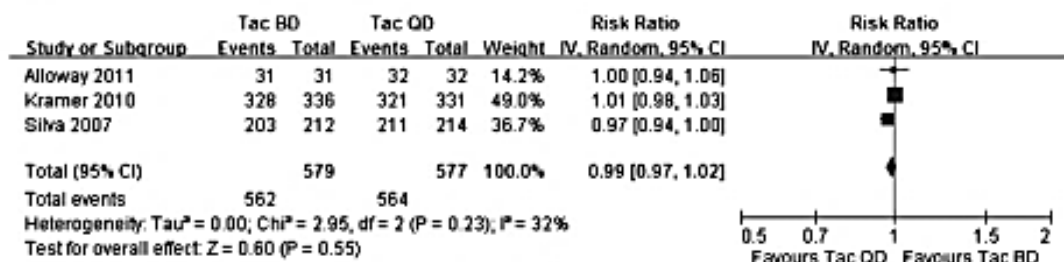 Tac BD Tac QD Risk Ratio Risk Ratio
Study or Subgroup Events Total Events Total Weight IV, Random, 95% CI IV, Random, 95% CI
Alloway 2011 31 31 32 32 14.2% 1.00 [0.94, 1.06]
Kramer 2010 328 336 321 331 49.0% 1.01 [0.98, 1.03]
Silva 2007 203 212 211 214 36.7% 0.97 [0.94, 1.00]
Total (95% CI) 579 577 100.0% 0.99 [0.97, 1.02]
Total events 562 564
Heterogeneity: Tau² = 0.00; Chi² = 2.95, df = 2 (P = 0.23); I² = 32%
Test for overall effect: Z = 0.60 (P = 0.55)
0.5 0.7 1 1.5 2
Favours Tac QD Favours Tac BD